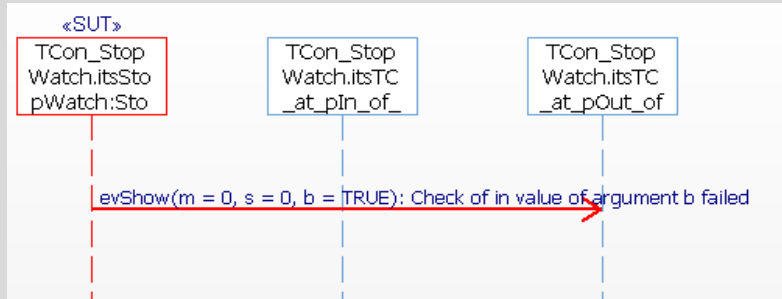 «SUT»
TCon_Stop
Watch.itsSto
pWatch:Sto
TCon_Stop
Watch.itsTC
_at_pIn_of_
TCon_Stop
Watch.itsTC
_at_pOut_of
evShow(m = 0, s = 0, b = TRUE): Check of in value of argument b failed